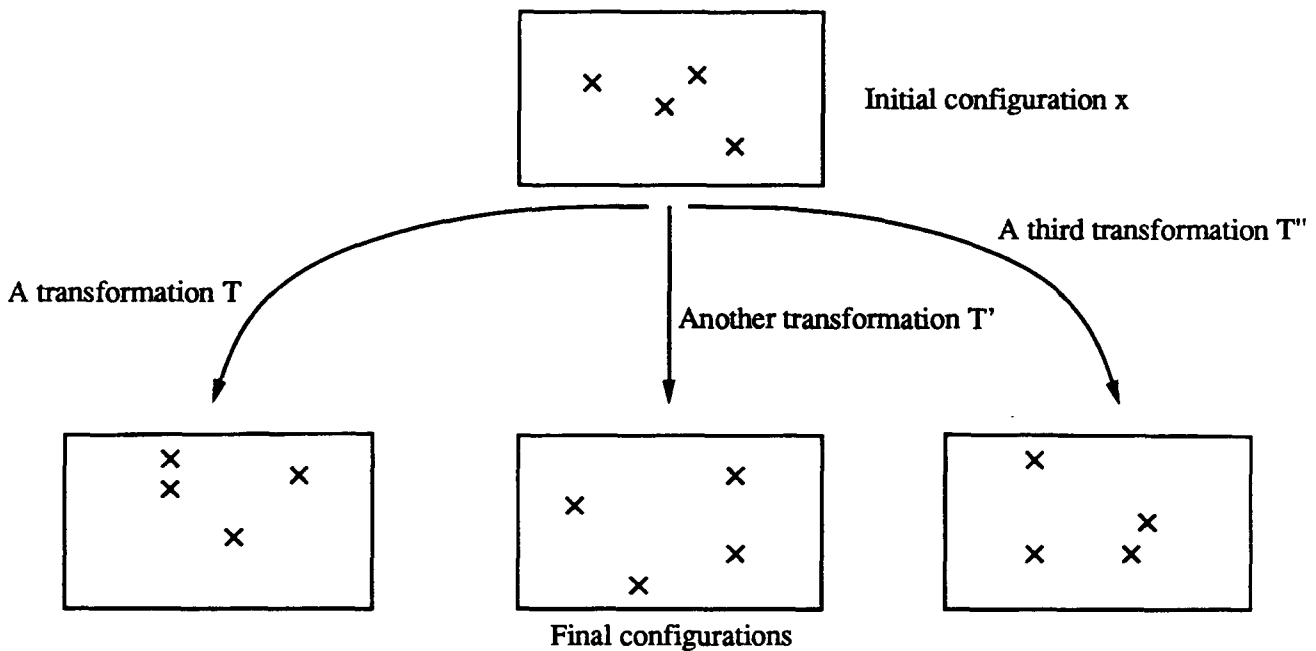 Initial configuration x
A third transformation T"
A transformation T
Another transformation T'
Final configurations